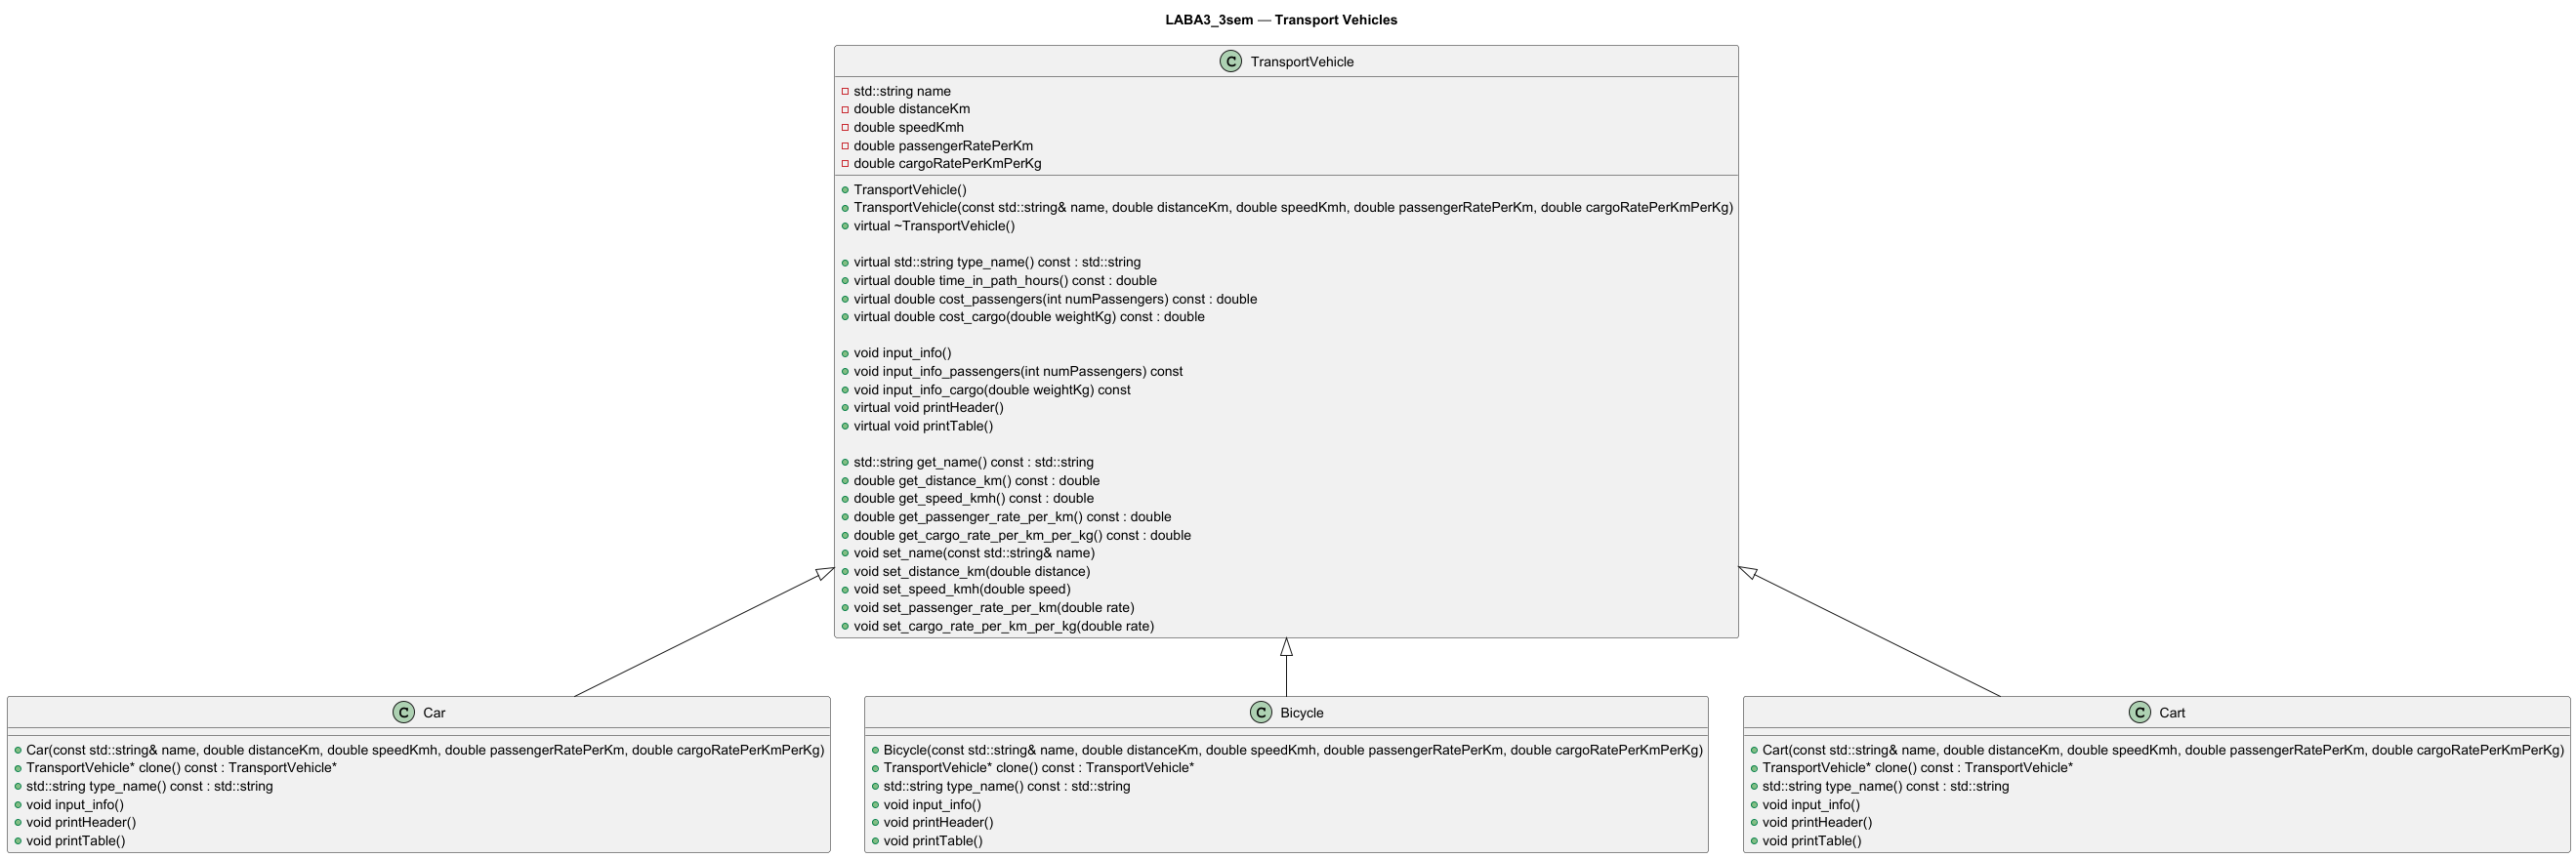 LABA3_3sem — Transport Vehicles
C TransportVehicle
std::string name
double distanceKm
double speedKmh
double passengerRatePerKm
double cargoRatePerKmPerKg
TransportVehicle()
TransportVehicle(const std::string& name, double distanceKm, double speedKmh, double passengerRatePerKm, double cargoRatePerKmPerKg)
virtual ~TransportVehicle()
virtual std::string type_name() const : std::string
virtual double time_in_path_hours() const : double
virtual double cost_passengers(int numPassengers) const : double
virtual double cost_cargo(double weightKg) const : double
void input_info()
void input_info_passengers(int numPassengers) const
void input_info_cargo(double weightKg) const
virtual void printHeader()
virtual void printTable()
std::string get_name() const : std::string
double get_distance_km() const : double
double get_speed_kmh() const : double
double get_passenger_rate_per_km() const : double
double get_cargo_rate_per_km_per_kg() const : double
void set_name(const std::string& name)
void set_distance_km(double distance)
void set_speed_kmh(double speed)
void set_passenger_rate_per_km(double rate)
void set_cargo_rate_per_km_per_kg(double rate)
C Car
Car(const std::string& name, double distanceKm, double speedKmh, double passengerRatePerKm, double cargoRatePerKmPerKg)
TransportVehicle* clone() const : TransportVehicle*
std::string type_name() const : std::string
void input_info()
void printHeader()
void printTable()
C Bicycle
Bicycle(const std::string& name, double distanceKm, double speedKmh, double passengerRatePerKm, double cargoRatePerKmPerKg)
TransportVehicle* clone() const : TransportVehicle*
std::string type_name() const : std::string
void input_info()
void printHeader()
void printTable()
C Cart
Cart(const std::string& name, double distanceKm, double speedKmh, double passengerRatePerKm, double cargoRatePerKmPerKg)
TransportVehicle* clone() const : TransportVehicle*
std::string type_name() const : std::string
void input_info()
void printHeader()
void printTable()